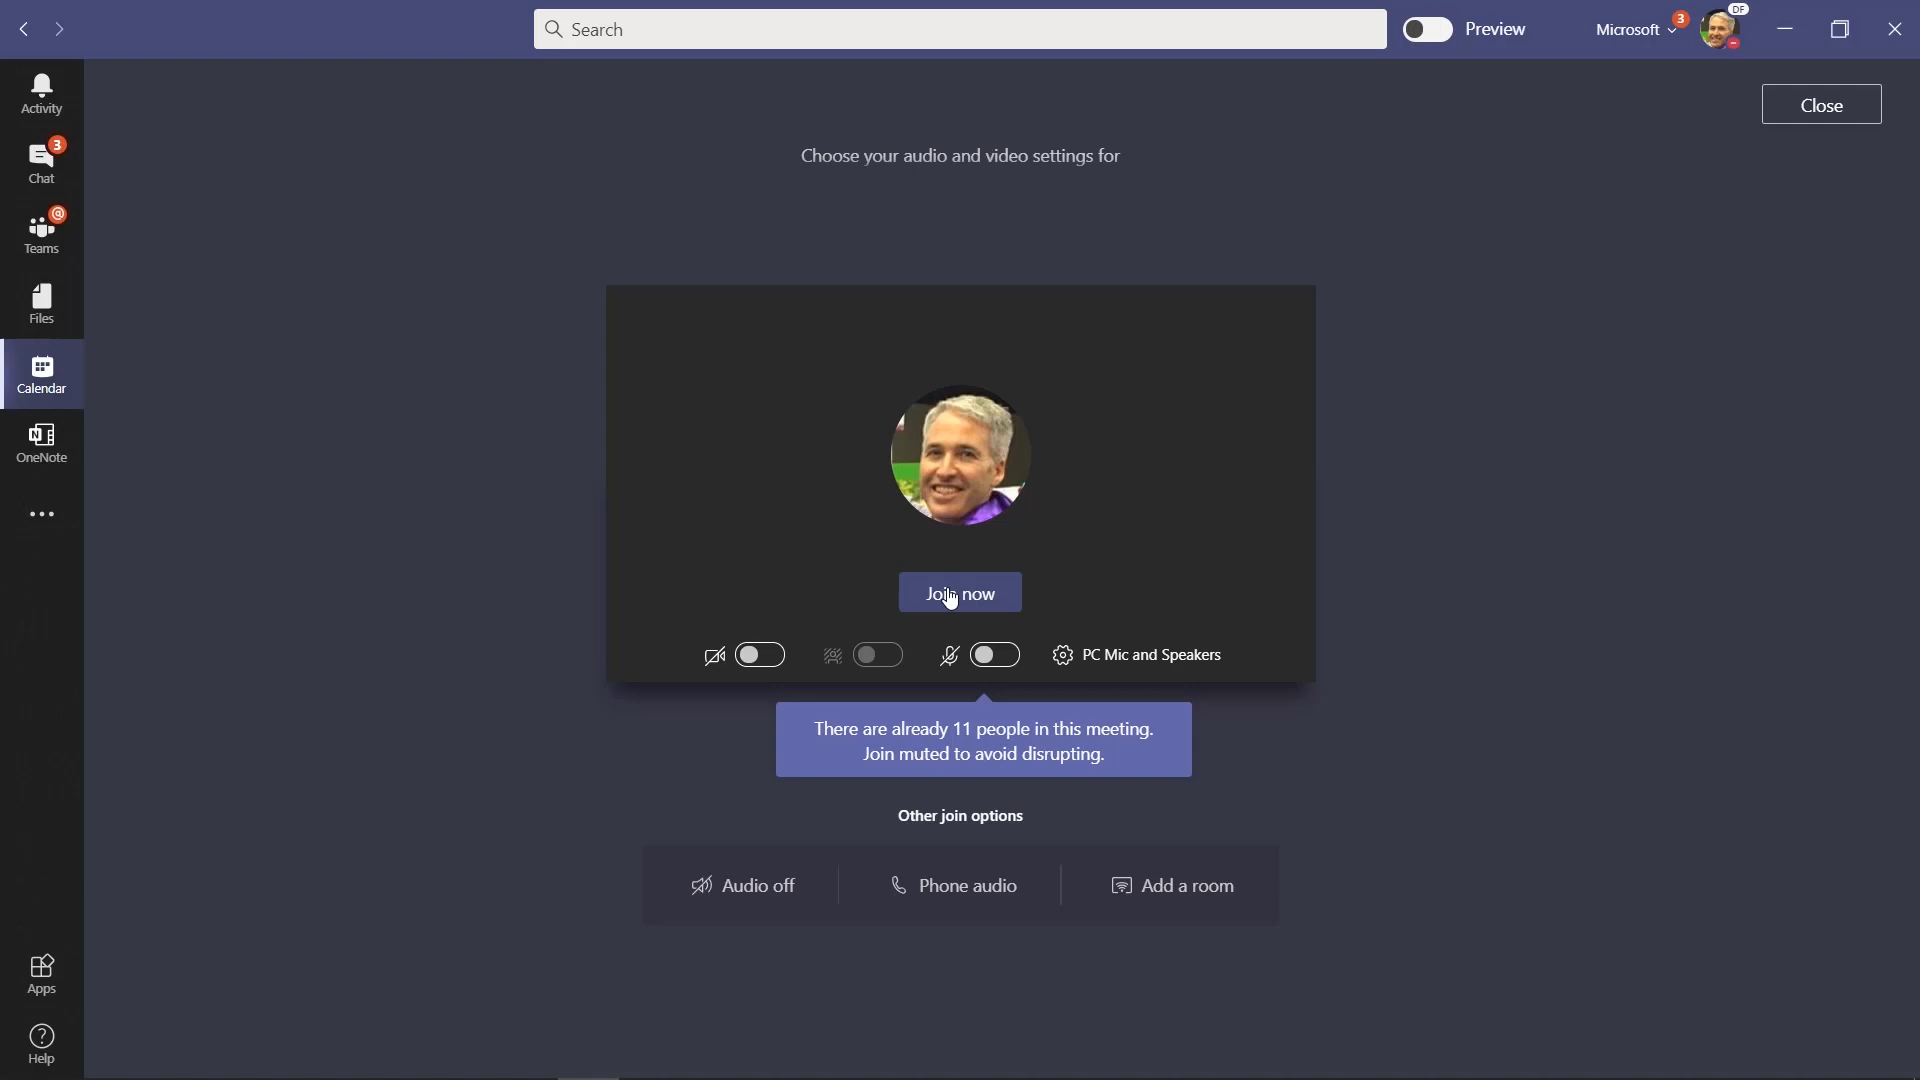 Search
Preview
Microsoft
3
DF
Activity
3
Chat
@
Teams
Files
Calendar
OneNote
Apps
Help
Close
Choose your audio and video settings for
Join now
PC Mic and Speakers
There are already 11 people in this meeting.
Join muted to avoid disrupting.
Other join options
Audio off
Phone audio
Add a room